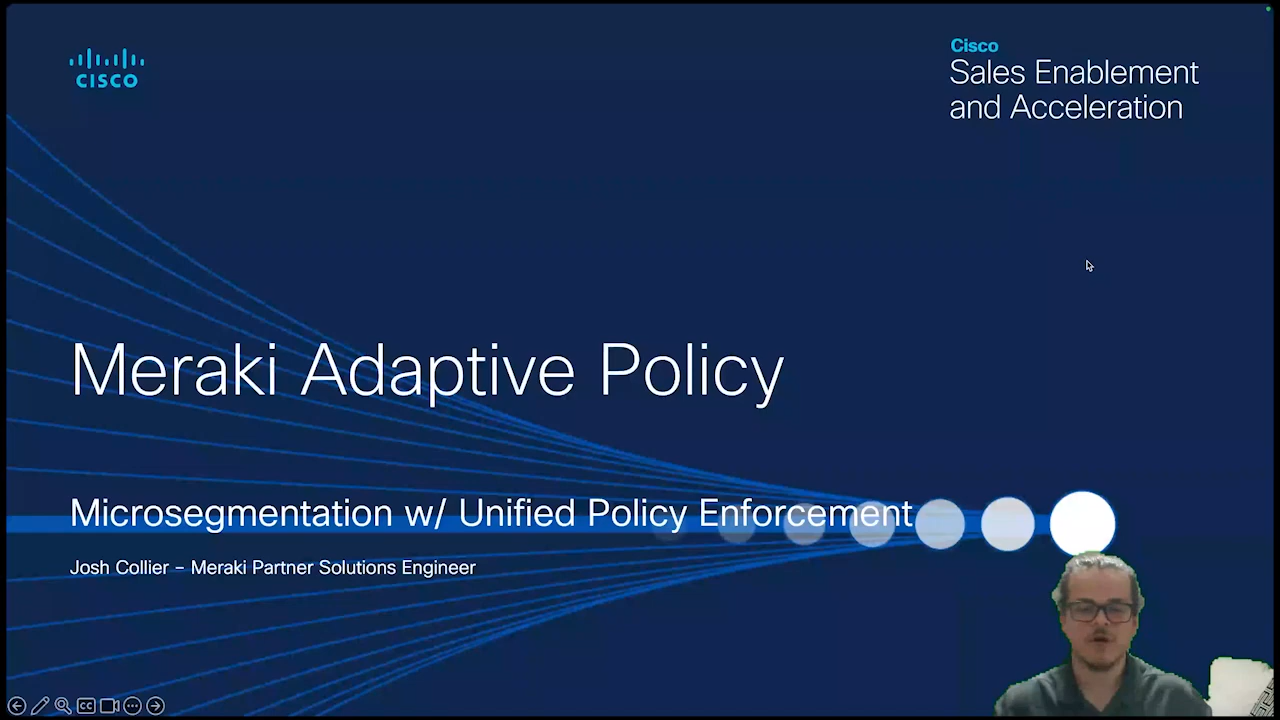 CISCO
Cisco
Sales Enablement
and Acceleration
Meraki Adaptive Policy
Microsegmentation w/ Unified Policy Enforcement
Josh Collier – Meraki Partner Solutions Engineer
CC